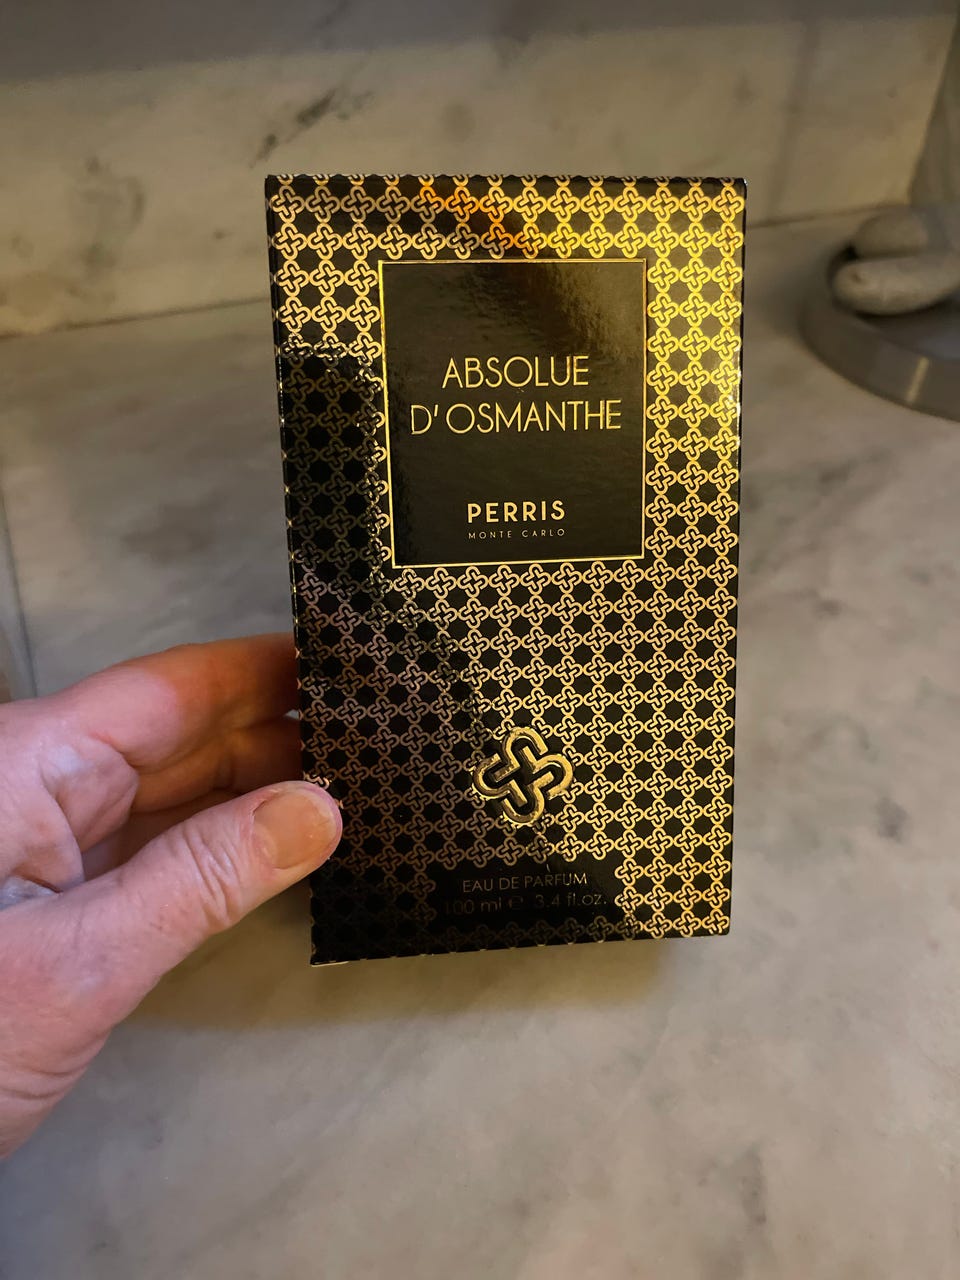 ABSOLUE
D'OSMANTHE
PERRIS
MONTE CARLO
EAU DE PARFUM
100 ml ℮ 3.4 fl.oz.